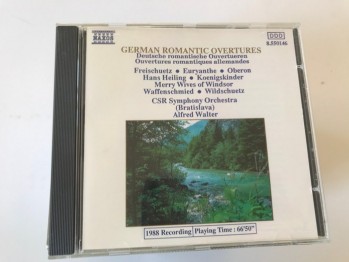 NAXOS
DDD
8.550146
GERMAN ROMANTIC OVERTURES
Deutsche romantische Ouvertueren
Ouvertures romantiques allemandes
Freischuetz • Euryanthe • Oberon
Hans Heiling • Koenigskinder
Merry Wives of Windsor
Waffenschmied • Wildschuetz
CSR Symphony Orchestra
(Bratislava)
Alfred Walter
1988 Recording
Playing Time : 66'50"